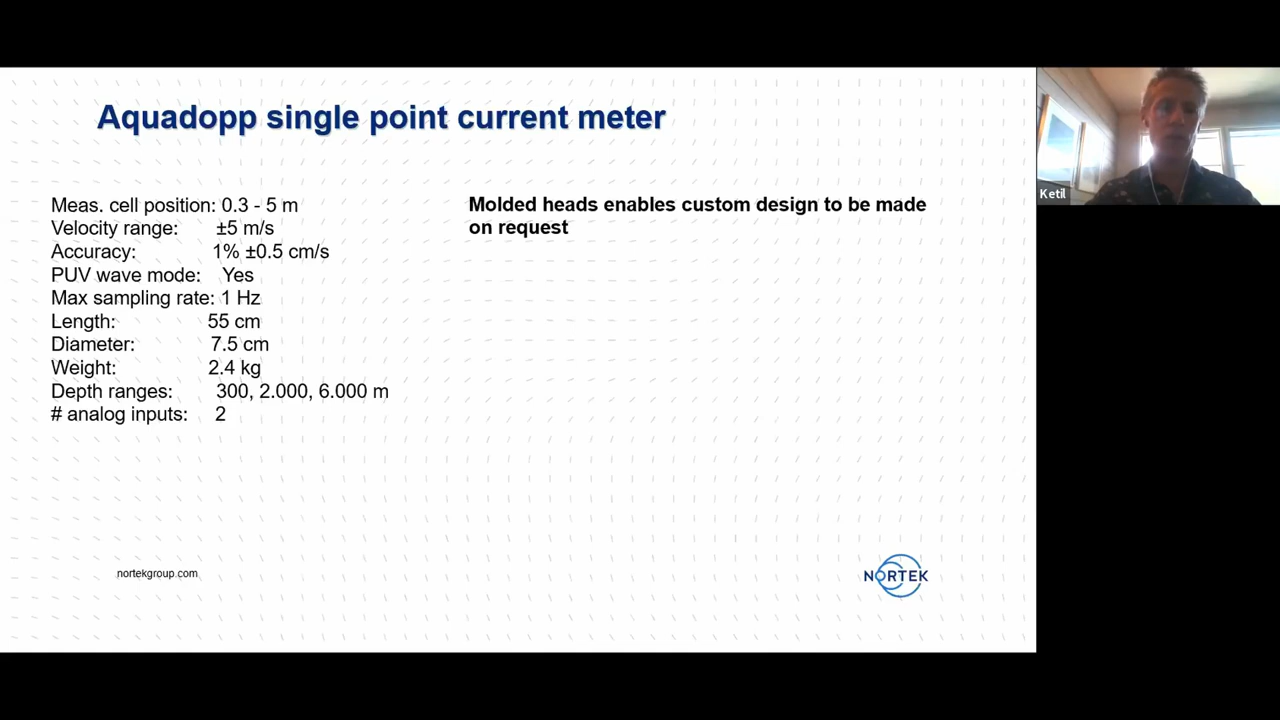 Aquadopp single point current meter
Meas. cell position: 0.3 - 5 m
Velocity range: ±5 m/s
Accuracy: 1% ±0.5 cm/s
PUV wave mode: Yes
Max sampling rate: 1 Hz
Length: 55 cm
Diameter: 7.5 cm
Weight: 2.4 kg
Depth ranges: 300, 2.000, 6.000 m
# analog inputs: 2
Molded heads enables custom design to be made
on request
nortekgroup.com
NORTEK
Ketil